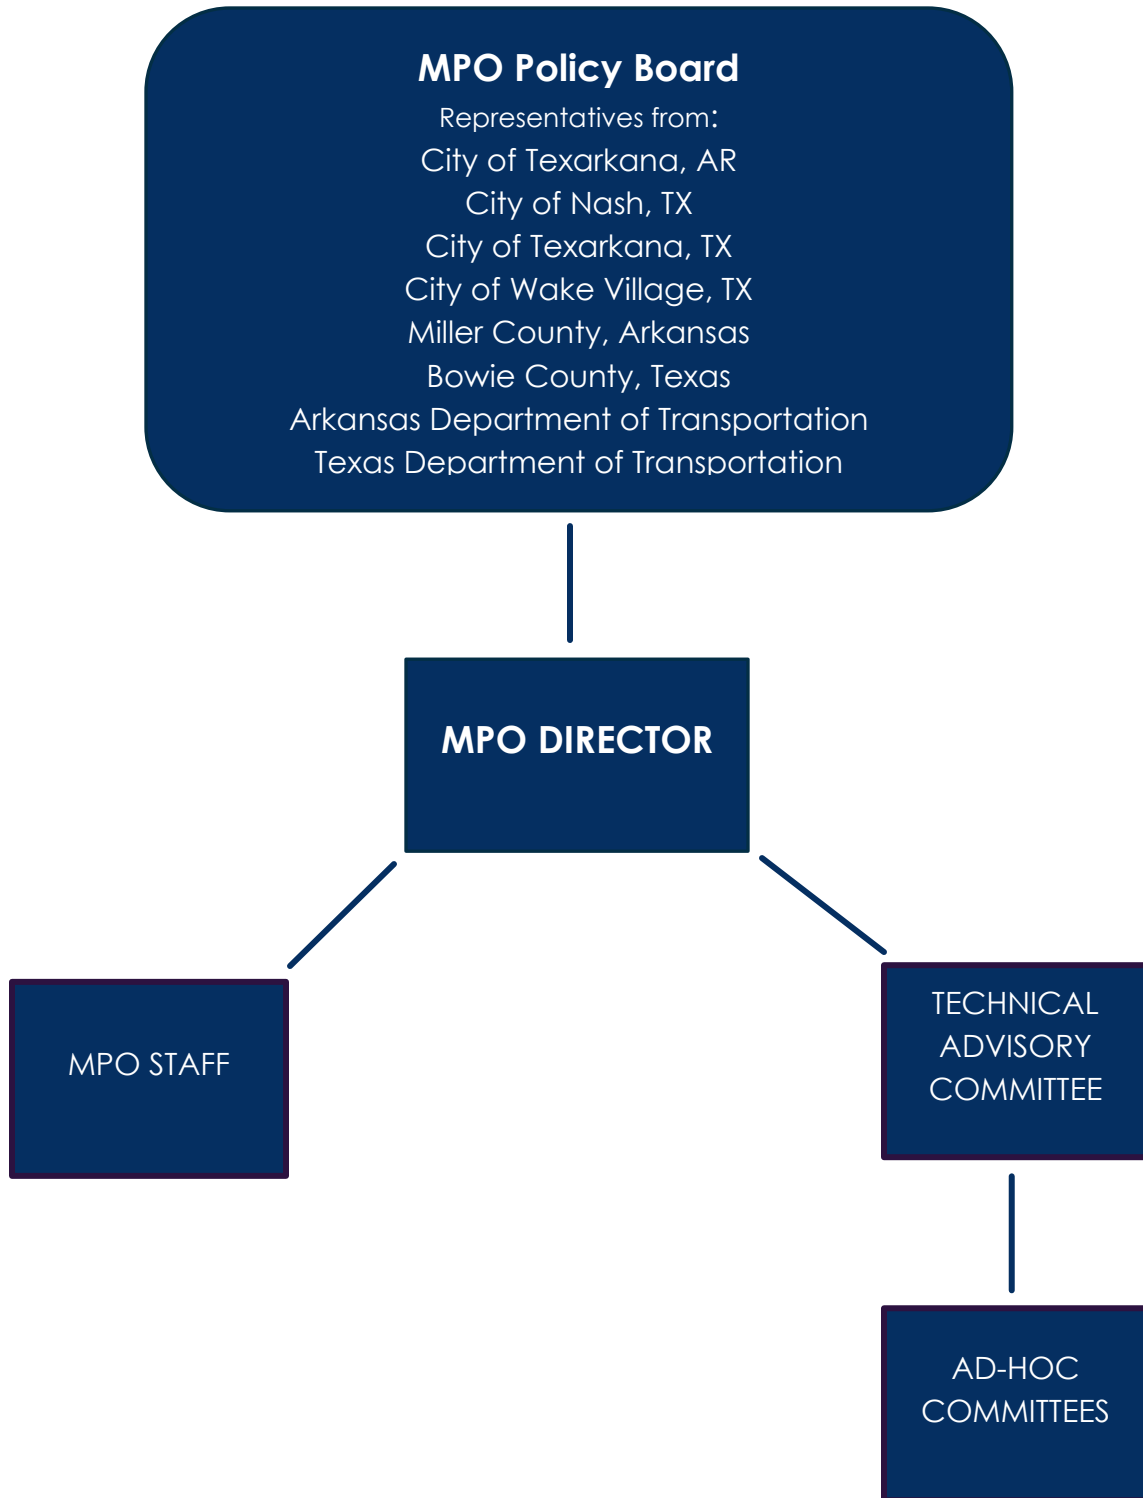 MPO Policy Board
Representatives from:
City of Texarkana, AR
City of Nash, TX
City of Texarkana, TX
City of Wake Village, TX
Miller County, Arkansas
Bowie County, Texas
Arkansas Department of Transportation
Texas Department of Transportation
MPO DIRECTOR
MPO STAFF
TECHNICAL
ADVISORY
COMMITTEE
AD-HOC
COMMITTEES